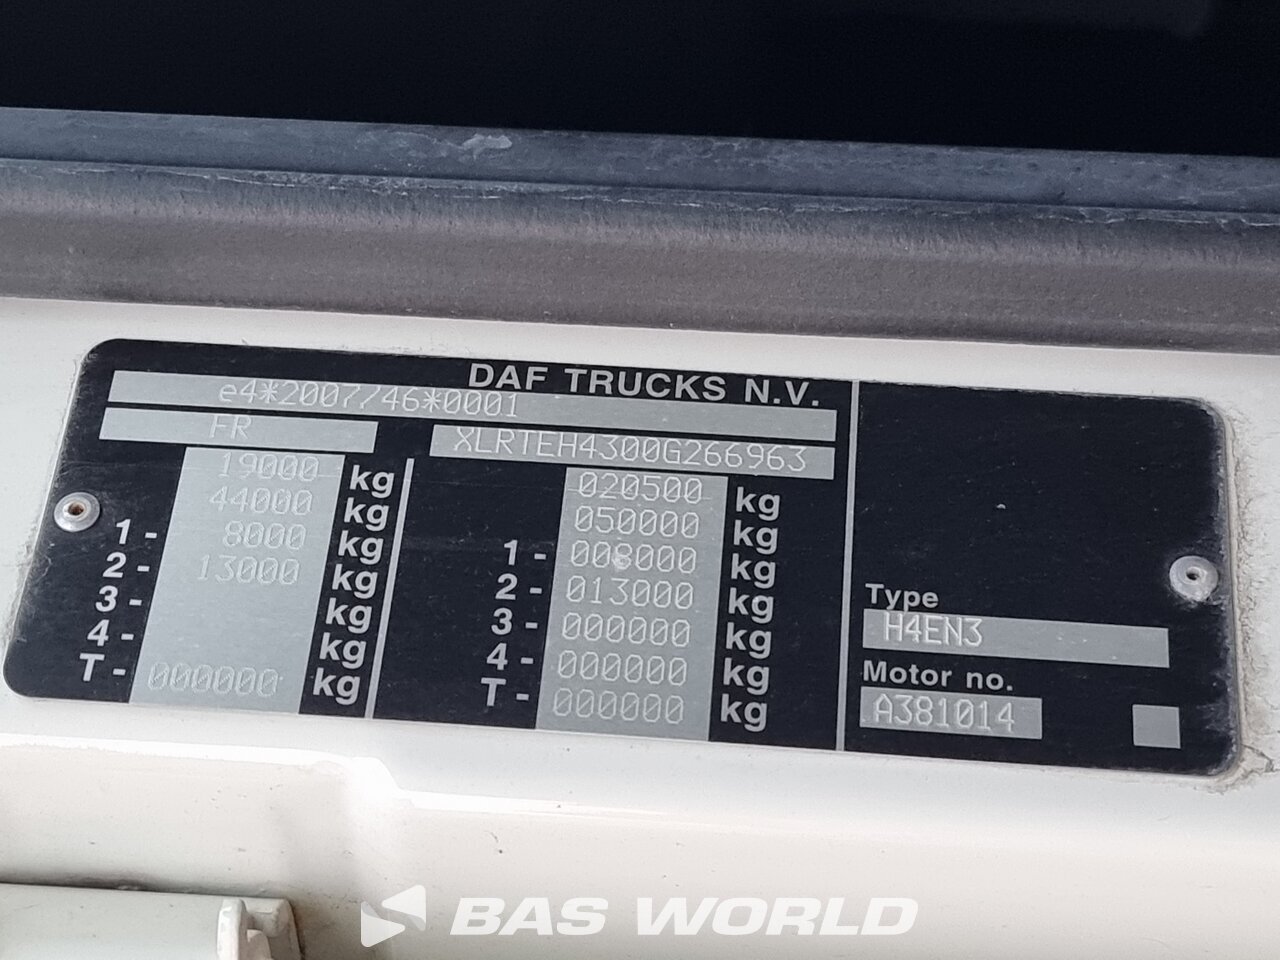 DAF TRUCKS N.V.
e4*2007/46*0001
FR
XLRTEH4300G266963
19000 kg
44000 kg
1- 8000 kg
2- 13000 kg
3- kg
4- kg
T- 000000 kg
020500 kg
050000 kg
1- 008000 kg
2- 013000 kg
3- 000000 kg
4- 000000 kg
T- 000000 kg
Type
H4EN3
Motor no.
A381014
BAS WORLD